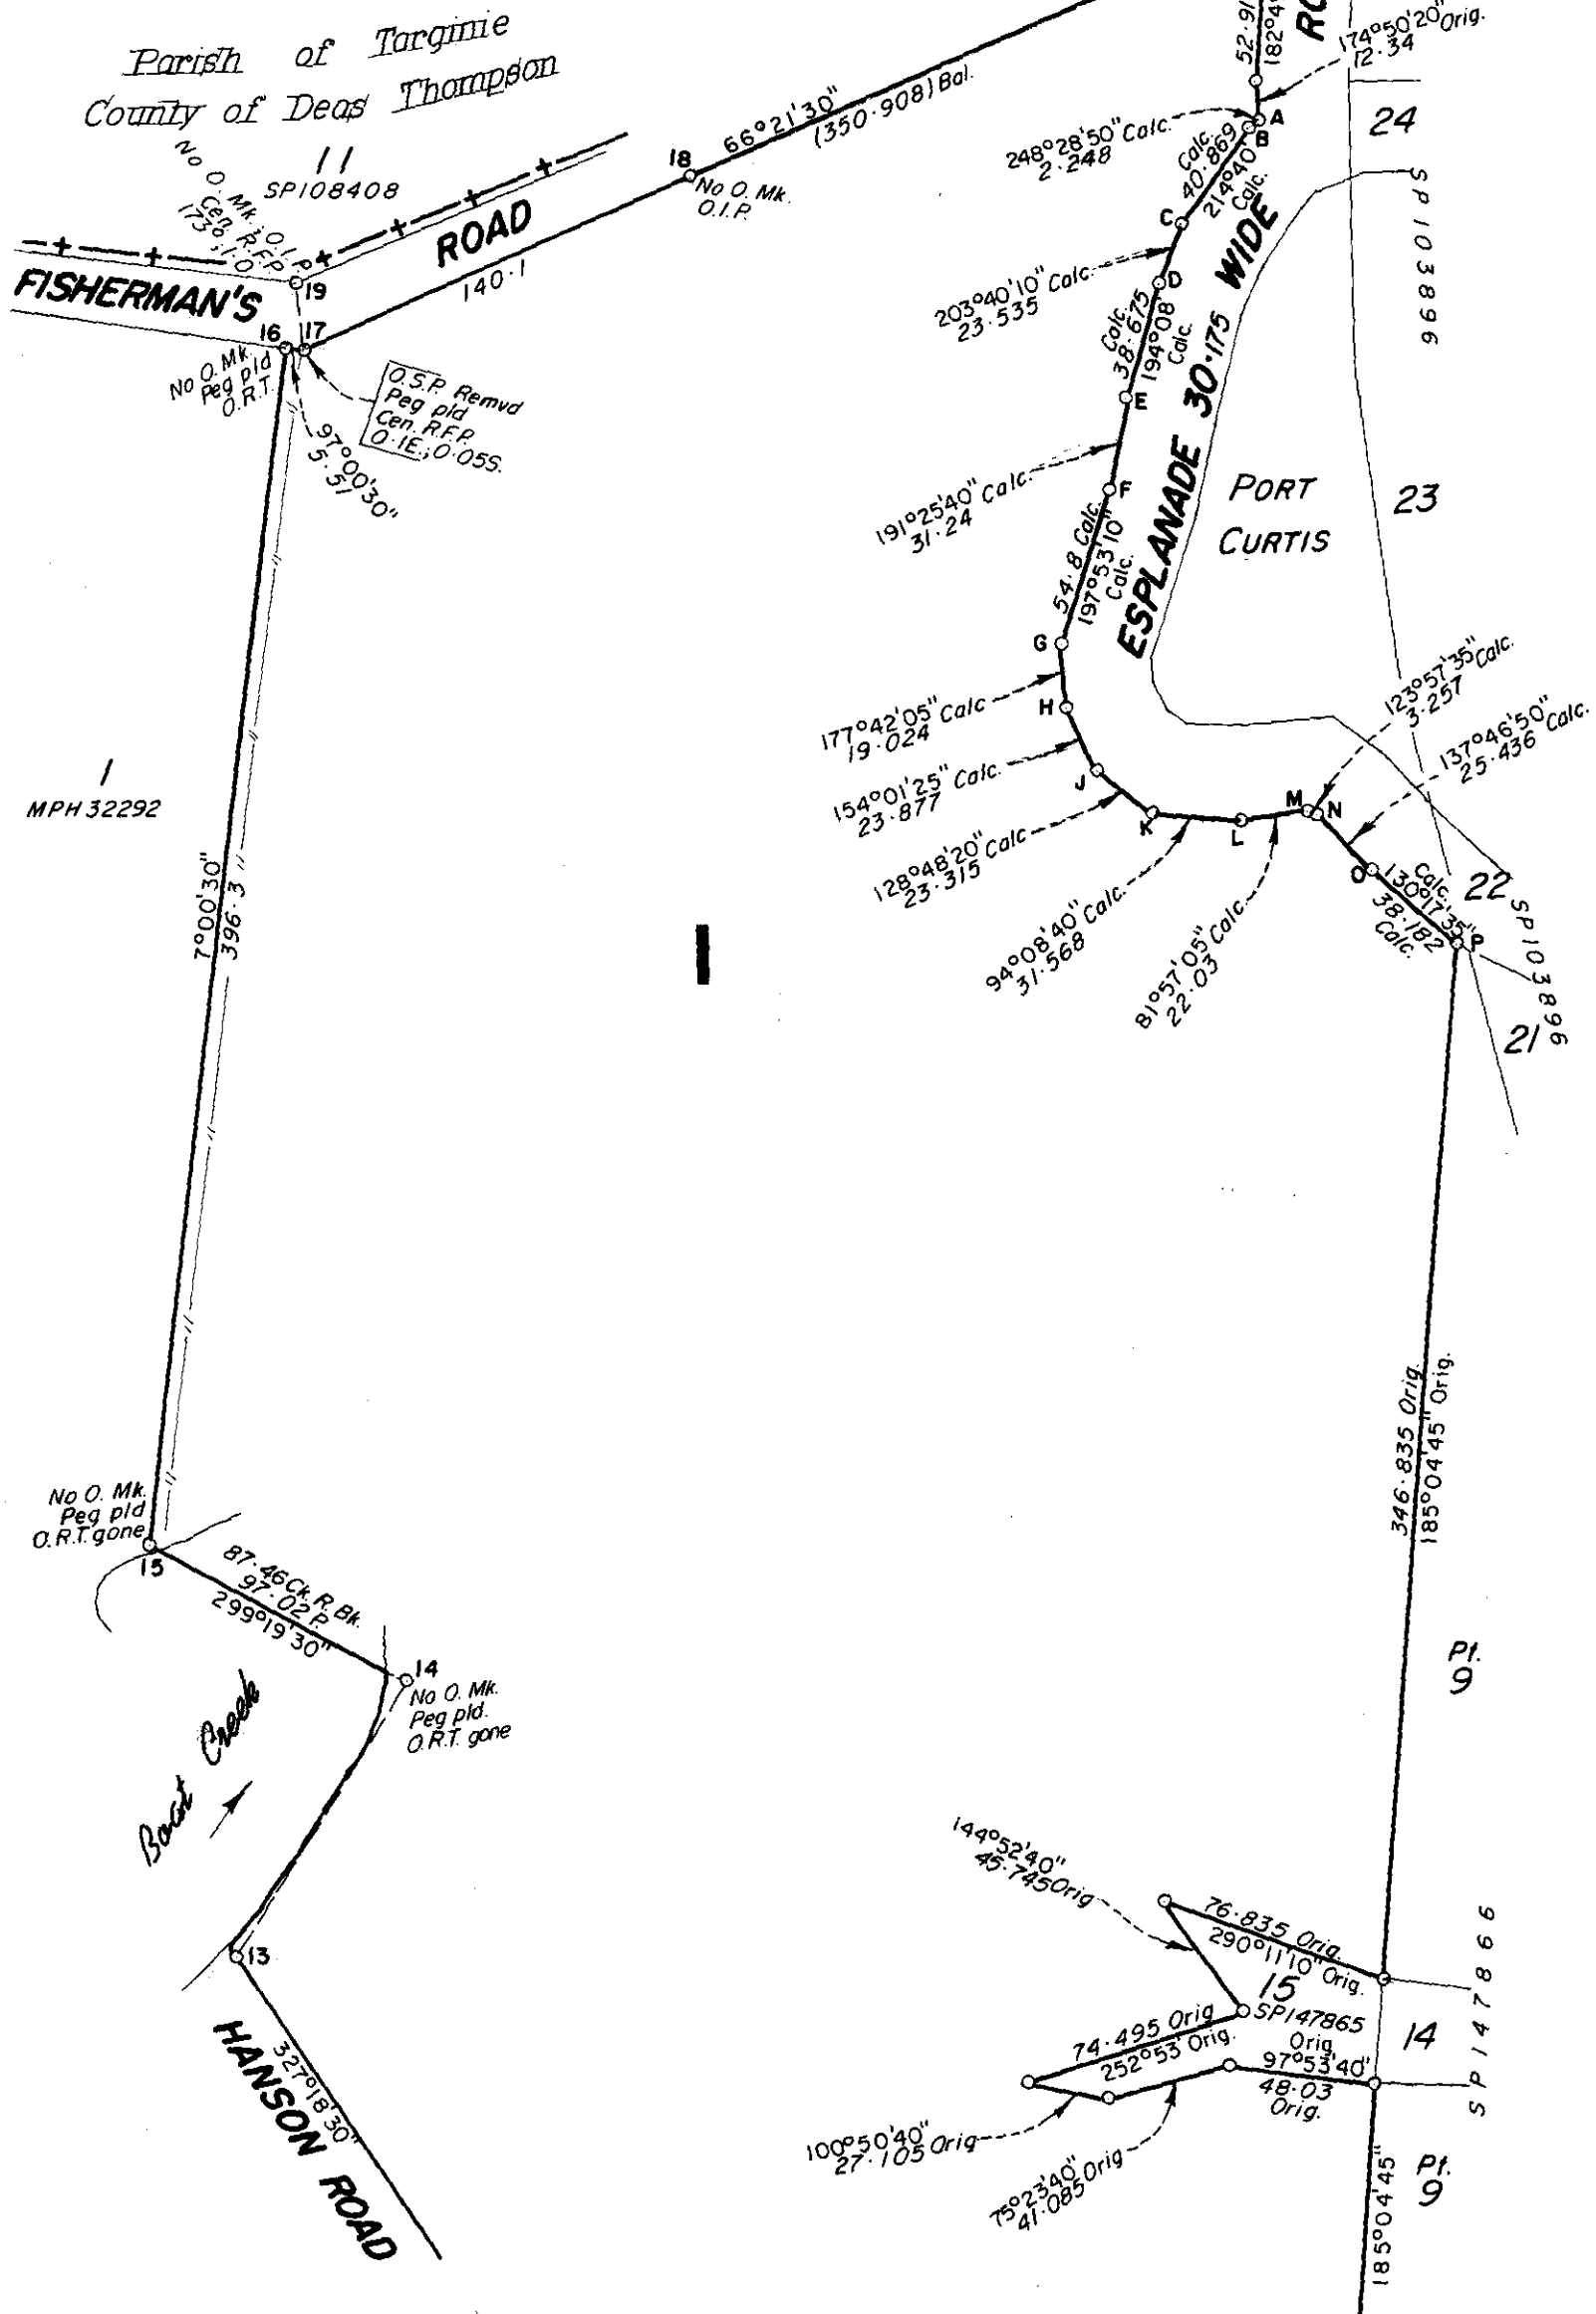 Parish of Targinie
County of Deas Thompson
11
SP108408
No O. Mk; O.I.P.
Cen. R.F.P.
173°; 1·0
FISHERMAN'S
ROAD
19
16
17
18
No O. Mk.
O.I.P.
66°21'30"
(350·908) Bal.
140·1
No O. Mk.
Peg pld
O.R.T.
O.S.P. Remvd
Peg pld
Cen. R.F.P.
0·1E.; 0·05S.
97°00'30"
5·51
52·91
182°4
RO
174°50'20" Orig.
12·34
24
A
B
248°28'50" Calc.
2·248
Calc.
40·869
214°40'
Calc.
C
SP103896
203°40'10" Calc.
23·535
D
Calc.
38·675
194°08'
Calc.
E
ESPLANADE 30·175 WIDE
191°25'40" Calc.
31·24
F
PORT
CURTIS
23
54·8 Calc.
197°53'10"
Calc.
G
177°42'05" Calc
19·024
H
154°01'25" Calc.
23·877
J
128°48'20" Calc
23·315
K
94°08'40" Calc.
31·568
L
81°57'05" Calc.
22·03
M
N
123°57'35" Calc.
3·257
137°46'50" Calc.
25·436
O
Calc.
130°17'35"
38·182
Calc.
P
22
SP103896
21
1
MPH32292
7°00'30"
396·3
I
346·835 Orig.
185°04'45" Orig.
No O. Mk.
Peg pld
O.R.T. gone
15
87·46 Ck. R. Bk.
97·02 P.
299°19'30"
14
No O. Mk.
Peg pld.
O.R.T. gone
Boat Creek
13
327°18'30"
HANSON ROAD
Pt.
9
144°52'40"
45·745 Orig
76·835 Orig.
290°11'10" Orig.
15
SP147865
74·495 Orig
252°53' Orig.
Orig
97°53'40"
48·03
Orig.
14
SP147866
100°50'40"
27·105 Orig
75°23'40"
41·085 Orig
185°04'45"
Pt.
9